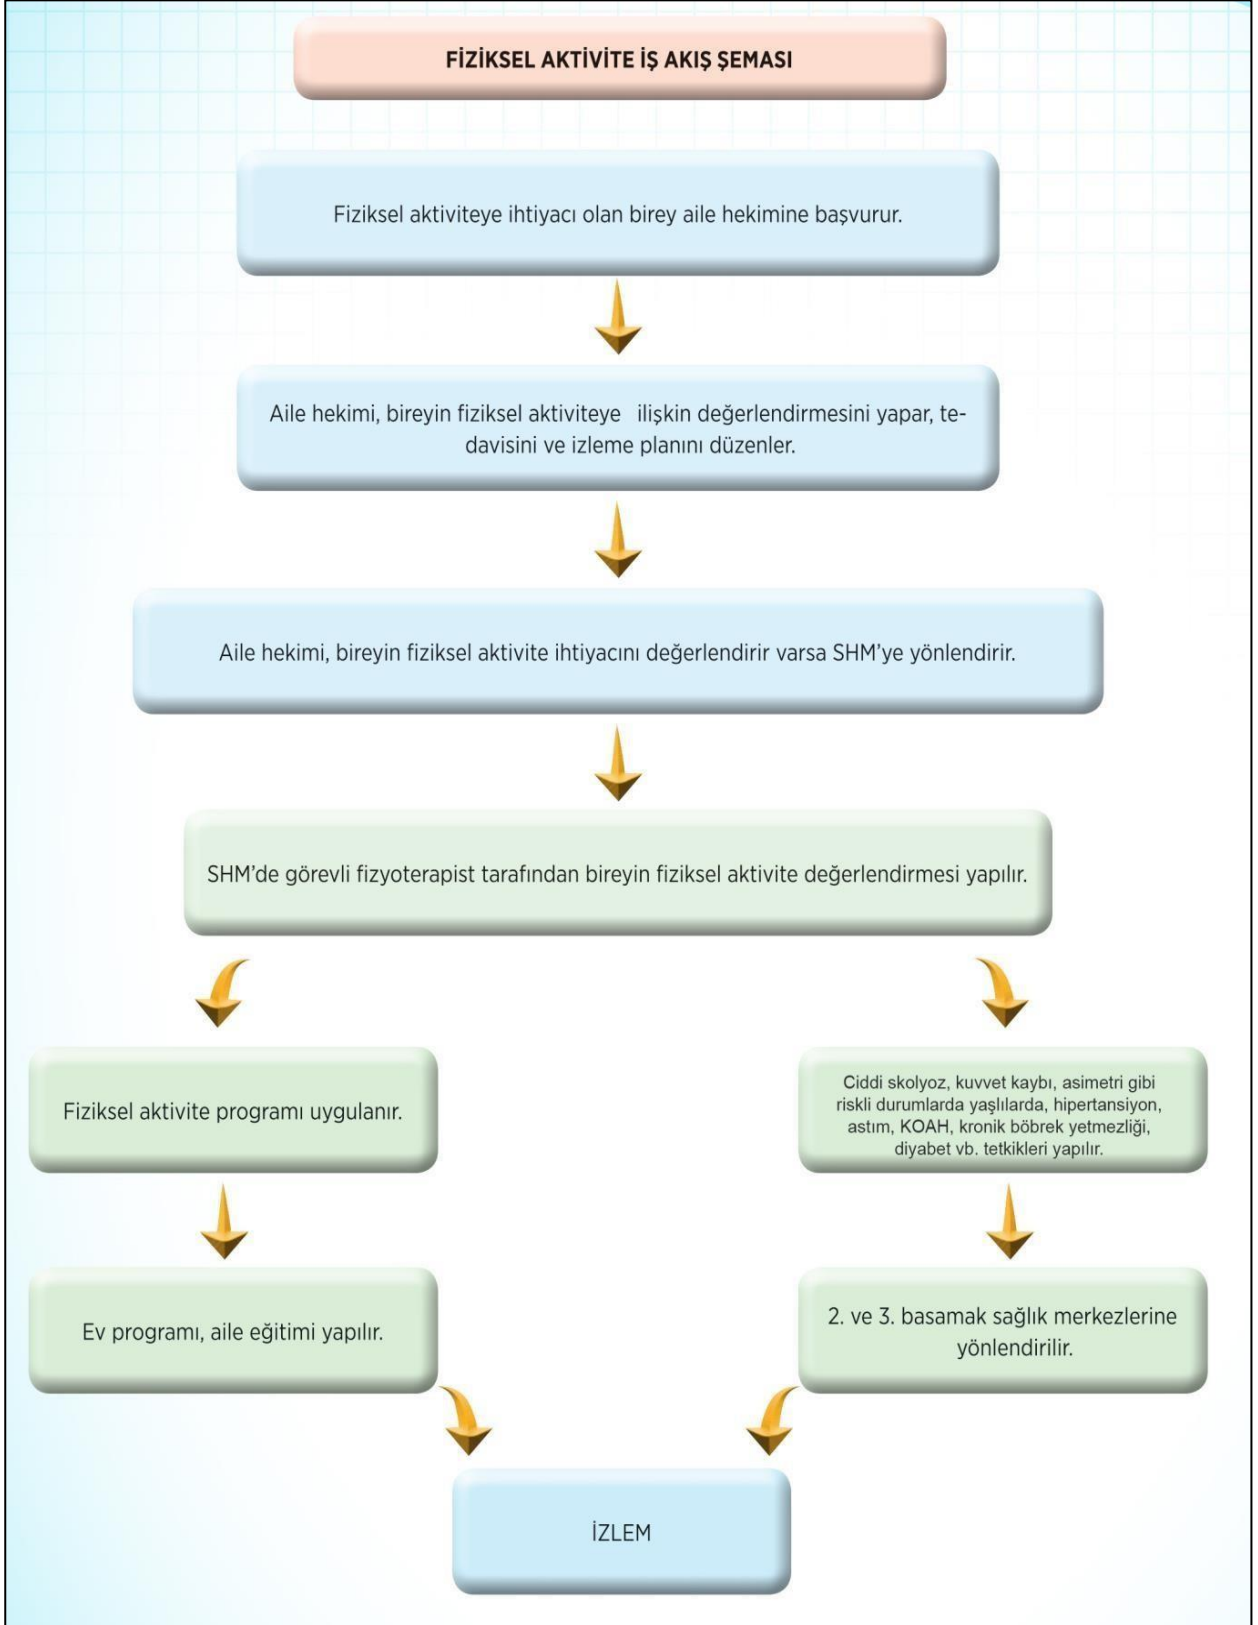 FİZİKSEL AKTİVİTE İŞ AKIŞ ŞEMASI
Fiziksel aktiviteye ihtiyacı olan birey aile hekimine başvurur.
Aile hekimi, bireyin fiziksel aktiviteye ilişkin değerlendirmesini yapar, te-
davisini ve izleme planını düzenler.
Aile hekimi, bireyin fiziksel aktivite ihtiyacını değerlendirir varsa SHM'ye yönlendirir.
SHM'de görevli fizyoterapist tarafından bireyin fiziksel aktivite değerlendirmesi yapılır.
Fiziksel aktivite programı uygulanır.
Ciddi skolyoz, kuvvet kaybı, asimetri gibi
riskli durumlarda yaşlılarda, hipertansiyon,
astım, KOAH, kronik böbrek yetmezliği,
diyabet vb. tetkikleri yapılır.
Ev programı, aile eğitimi yapılır.
2. ve 3. basamak sağlık merkezlerine
yönlendirilir.
İZLEM